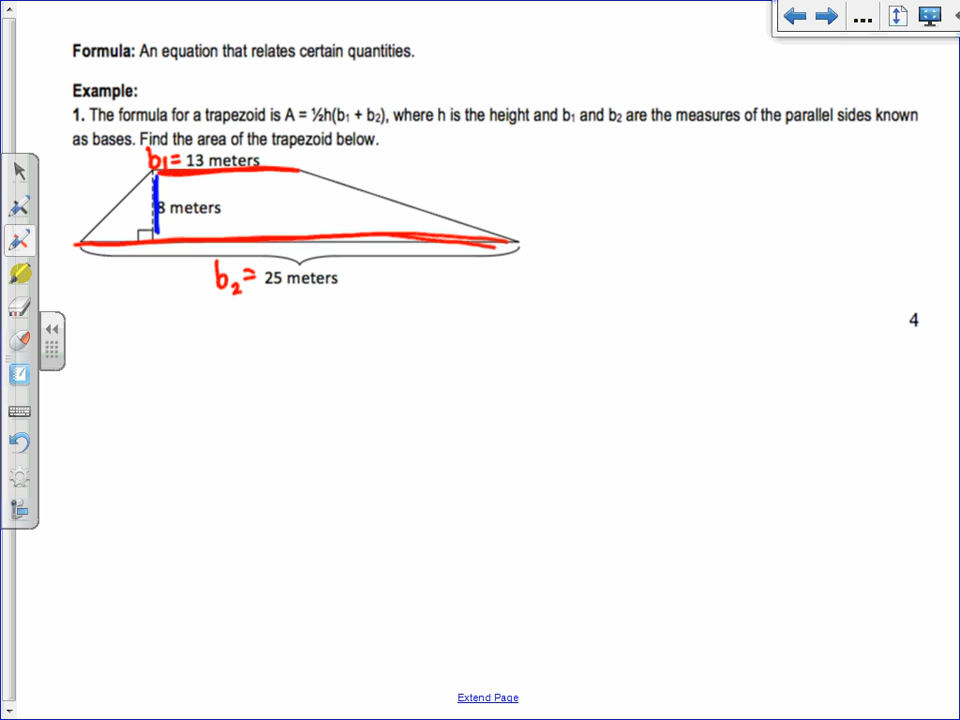 Formula: An equation that relates certain quantities.
Example:
1. The formula for a trapezoid is A = ½h(b₁ + b₂), where h is the height and b₁ and b₂ are the measures of the parallel sides known
as bases. Find the area of the trapezoid below.
b₁ = 13 meters
8 meters
b₂ = 25 meters
4
Extend Page